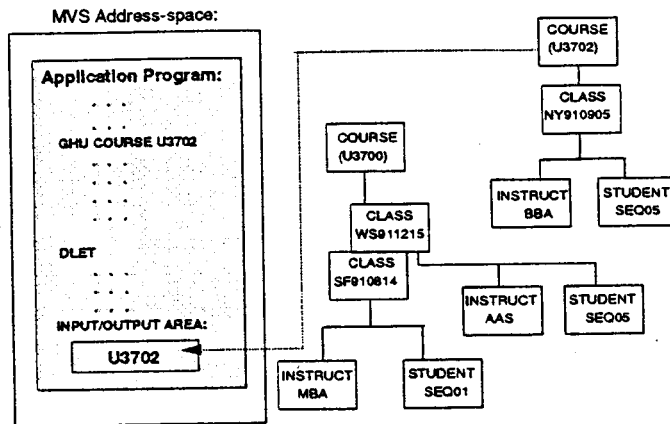 MVS Address-space:
Application Program:
GHU COURSE U3702
DLET
INPUT/OUTPUT AREA:
U3702
COURSE
(U3702)
CLASS
NY910905
INSTRUCT
BBA
STUDENT
SEQ05
COURSE
(U3700)
CLASS
WS911215
CLASS
SF910814
INSTRUCT
AAS
STUDENT
SEQ05
INSTRUCT
MBA
STUDENT
SEQ01